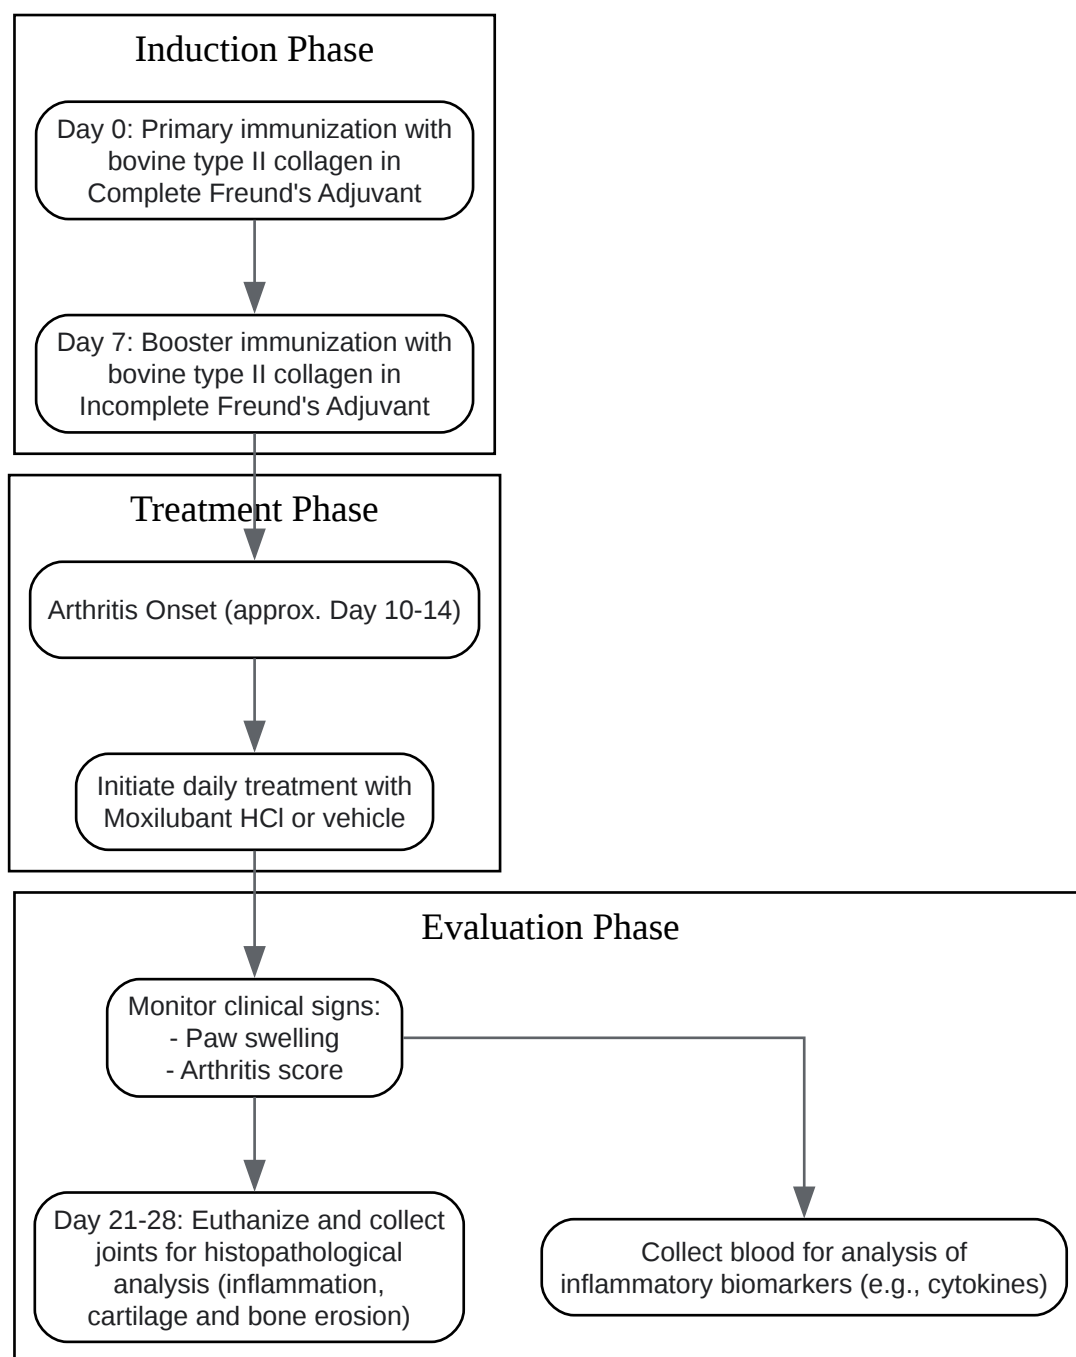 Induction Phase
Day 0: Primary immunization with
bovine type II collagen in
Complete Freund's Adjuvant
Day 7: Booster immunization with
bovine type II collagen in
Incomplete Freund's Adjuvant
Treatment Phase
Arthritis Onset (approx. Day 10-14)
Initiate daily treatment with
Moxilubant HCl or vehicle
Evaluation Phase
Monitor clinical signs:
- Paw swelling
- Arthritis score
Day 21-28: Euthanize and collect
joints for histopathological
analysis (inflammation,
cartilage and bone erosion)
Collect blood for analysis of
inflammatory biomarkers (e.g., cytokines)